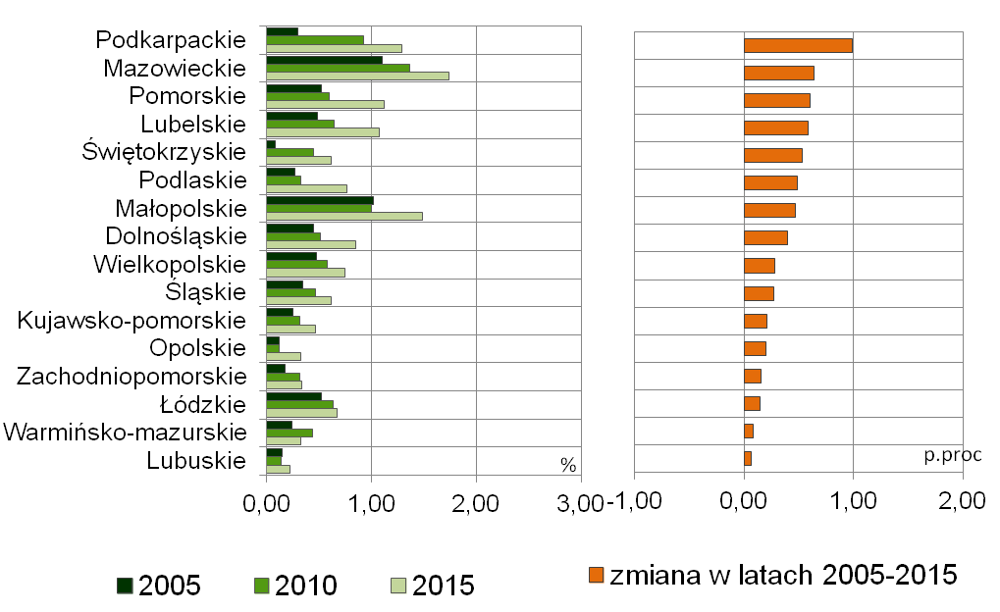 Podkarpackie
Mazowieckie
Pomorskie
Lubelskie
Świętokrzyskie
Podlaskie
Małopolskie
Dolnośląskie
Wielkopolskie
Śląskie
Kujawsko-pomorskie
Opolskie
Zachodniopomorskie
Łódzkie
Warmińsko-mazurskie
Lubuskie
%
p.proc
0,00 1,00 2,00 3,00
-1,00 0,00 1,00 2,00
2005 2010 2015
zmiana w latach 2005-2015